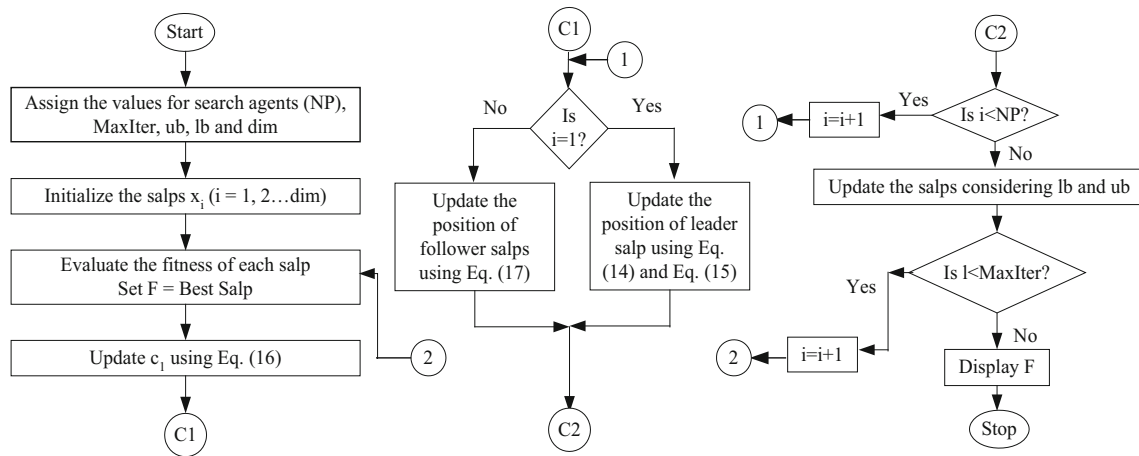 Start
Assign the values for search agents (NP),
MaxIter, ub, lb and dim
Initialize the salps xᵢ (i = 1, 2…dim)
Evaluate the fitness of each salp
Set F = Best Salp
Update c₁ using Eq. (16)
2
C1
C1
1
No
Yes
Is
i=1?
Update the
position of
follower salps
using Eq. (17)
Update the
position of leader
salp using Eq.
(14) and Eq. (15)
C2
C2
Is i<NP?
Yes
i=i+1
1
No
Update the salps considering lb and ub
Is l<MaxIter?
Yes
i=i+1
2
No
Display F
Stop